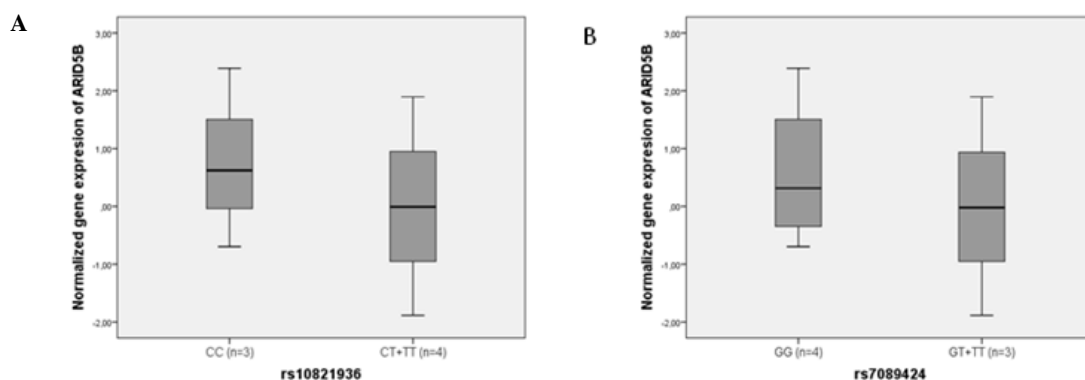 A
Normalized gene expresion of ARID5B
3,00
2,00
1,00
,00
-1,00
-2,00
CC (n=3) CT+TT (n=4)
rs10821936
B
Normalized gene expresion of ARID5B
3,00
2,00
1,00
,00
-1,00
-2,00
GG (n=4) GT+TT (n=3)
rs7089424